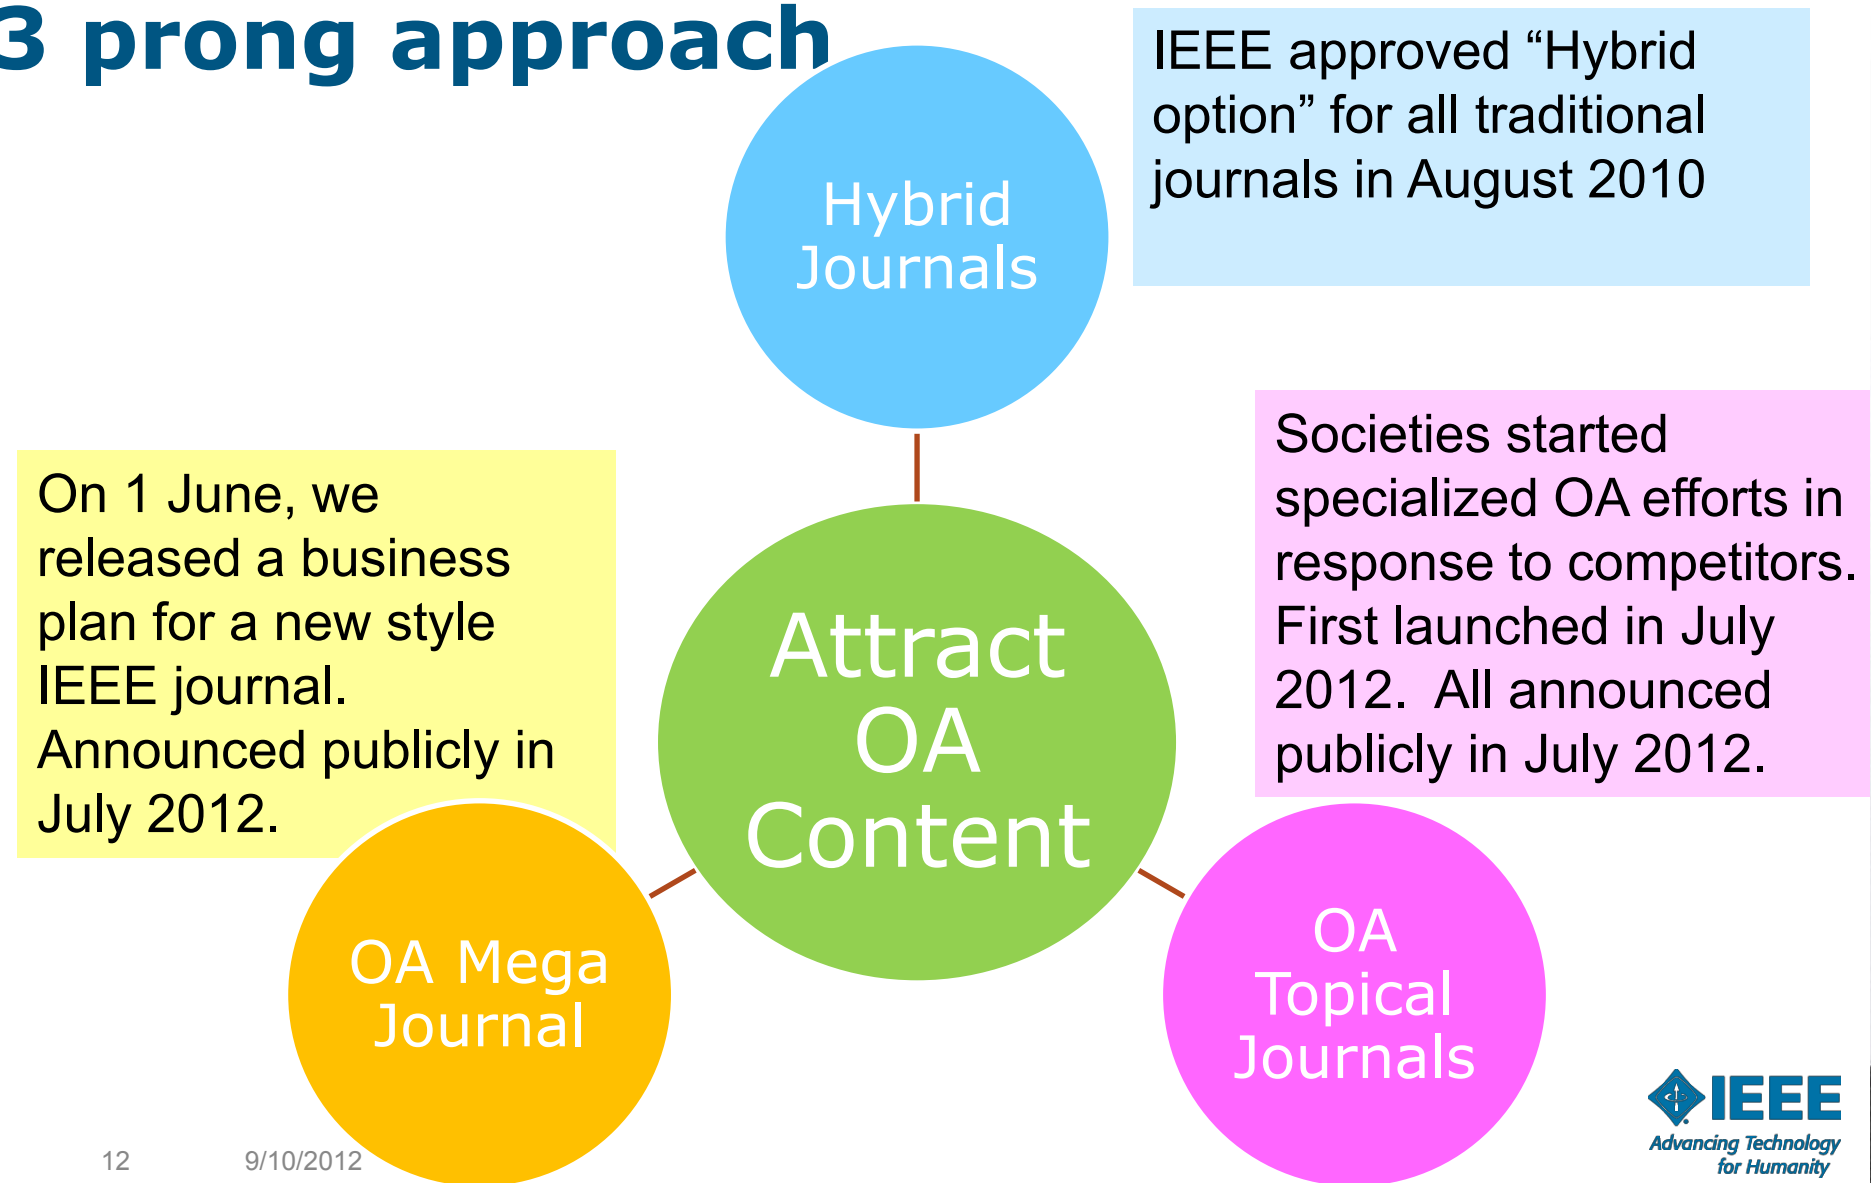 3 prong approach
Hybrid
Journals
IEEE approved “Hybrid
option” for all traditional
journals in August 2010
On 1 June, we
released a business
plan for a new style
IEEE journal.
Announced publicly in
July 2012.
Attract
OA
Content
Societies started
specialized OA efforts in
response to competitors.
First launched in July
2012.  All announced
publicly in July 2012.
OA Mega
Journal
OA
Topical
Journals
IEEE
Advancing Technology
for Humanity
12
9/10/2012